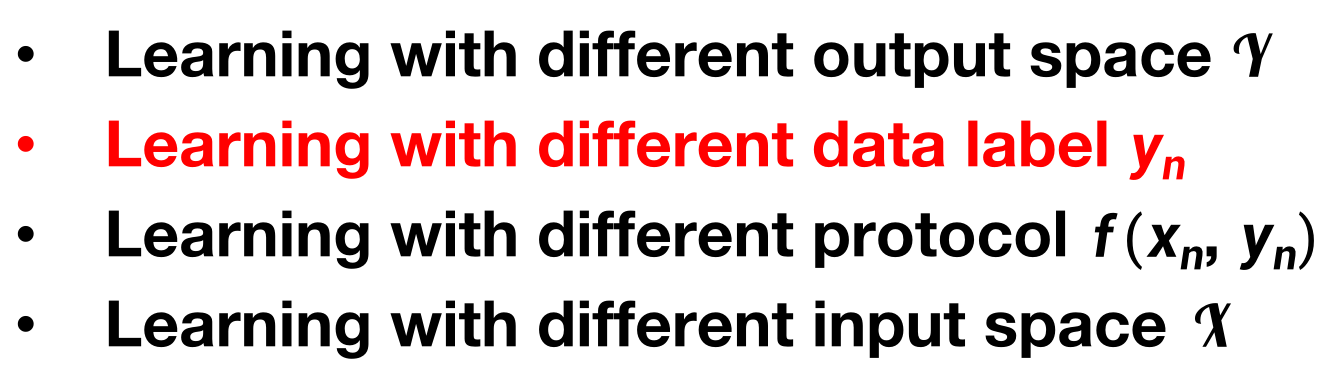 • Learning with different output space 𝒴
• Learning with different data label yₙ
• Learning with different protocol f(xₙ, yₙ)
• Learning with different input space 𝒳